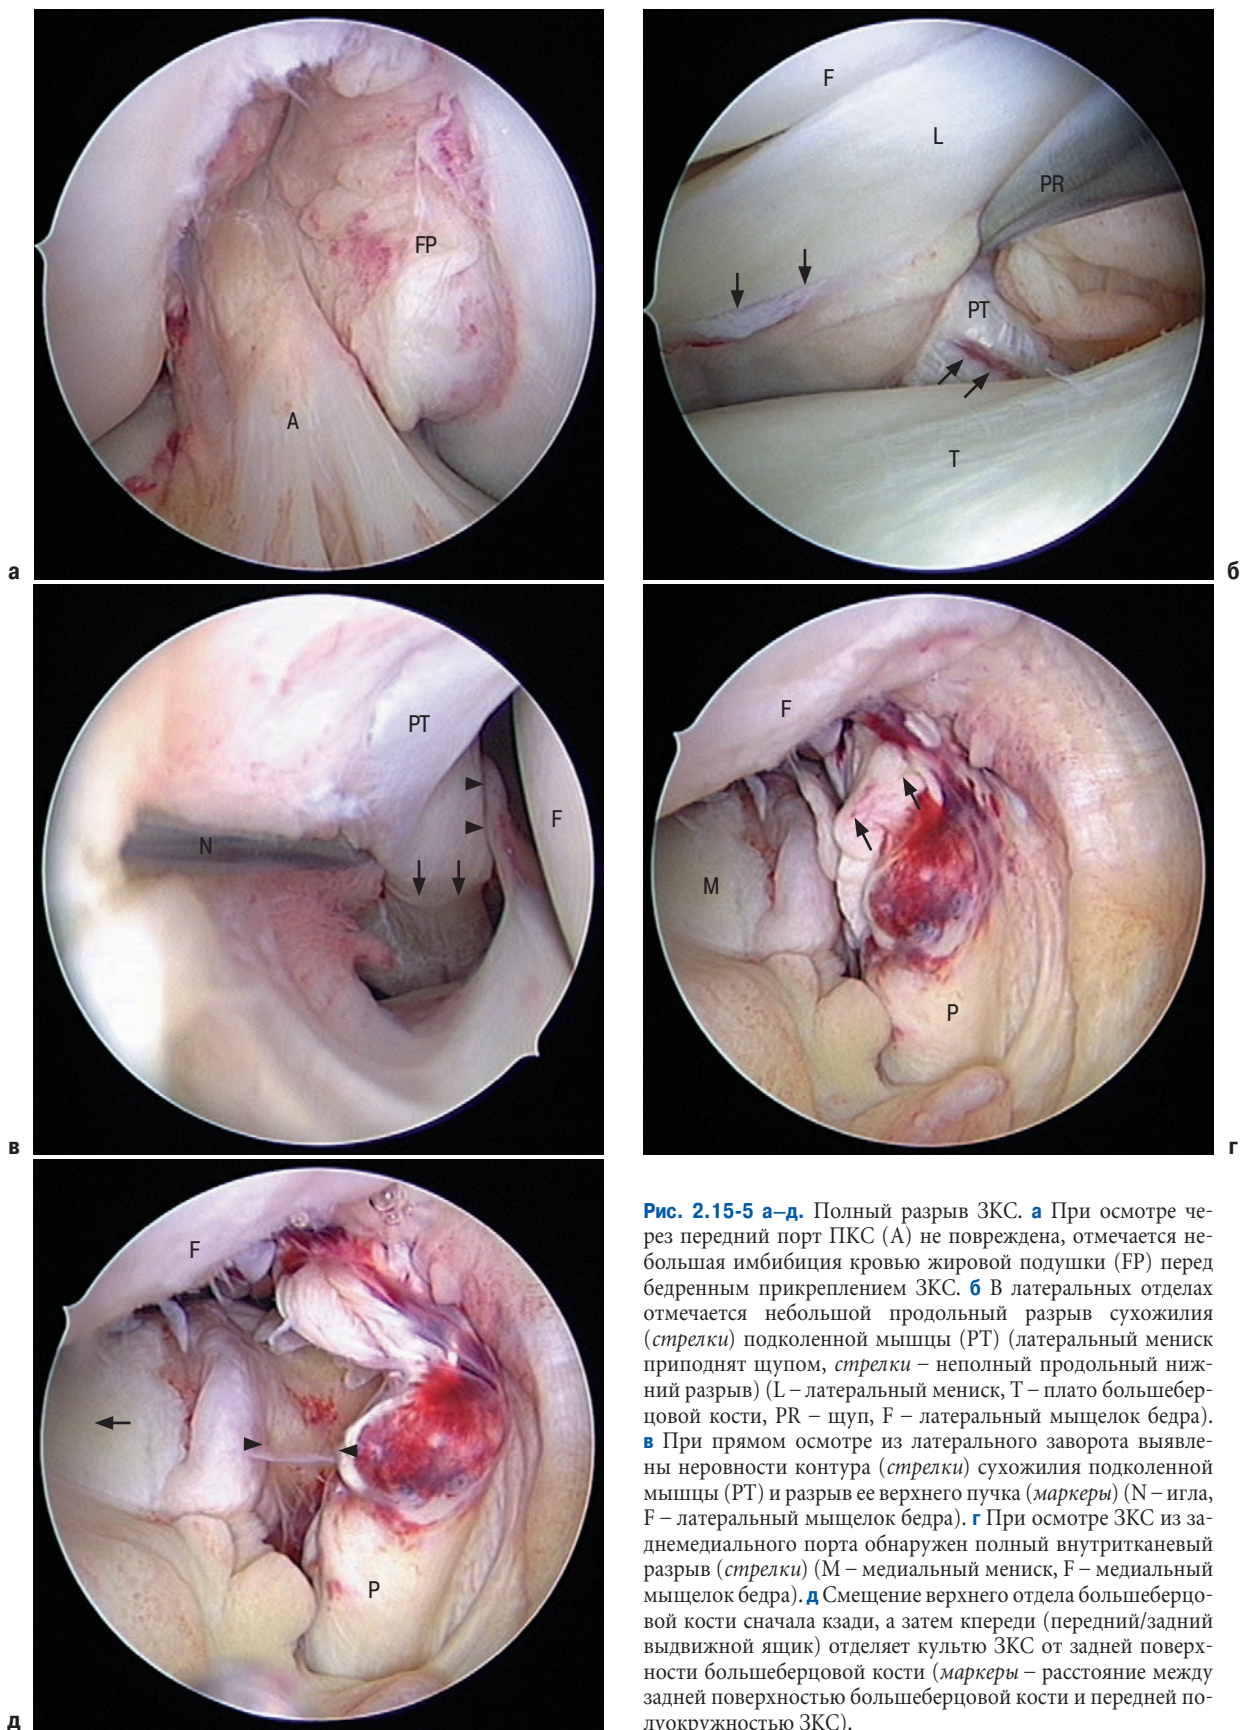 F
L
PR
FP
PT
A
T
а
б
PT
F
F
N
M
P
в
г
F
P
д
Рис. 2.15-5 а–д. Полный разрыв ЗКС. а При осмотре че-
рез передний порт ПКС (А) не повреждена, отмечается не-
большая имбибиция кровью жировой подушки (FP) перед
бедренным прикреплением ЗКС. б В латеральных отделах
отмечается небольшой продольный разрыв сухожилия
(стрелки) подколенной мышцы (РТ) (латеральный мениск
приподнят щупом, стрелки – неполный продольный ниж-
ний разрыв) (L – латеральный мениск, Т – плато большебер-
цовой кости, PR – щуп, F – латеральный мыщелок бедра).
в При прямом осмотре из латерального заворота выявле-
ны неровности контура (стрелки) сухожилия подколенной
мышцы (РТ) и разрыв ее верхнего пучка (маркеры) (N – игла,
F – латеральный мыщелок бедра). г При осмотре ЗКС из за-
днемедиального порта обнаружен полный внутритканевый
разрыв (стрелки) (М – медиальный мениск, F – медиальный
мыщелок бедра). д Смещение верхнего отдела большеберцо-
вой кости сначала кзади, а затем кпереди (передний/задний
выдвижной ящик) отделяет культю ЗКС от задней поверх-
ности большеберцовой кости (маркеры – расстояние между
задней поверхностью большеберцовой кости и передней по-
луокружностью ЗКС).